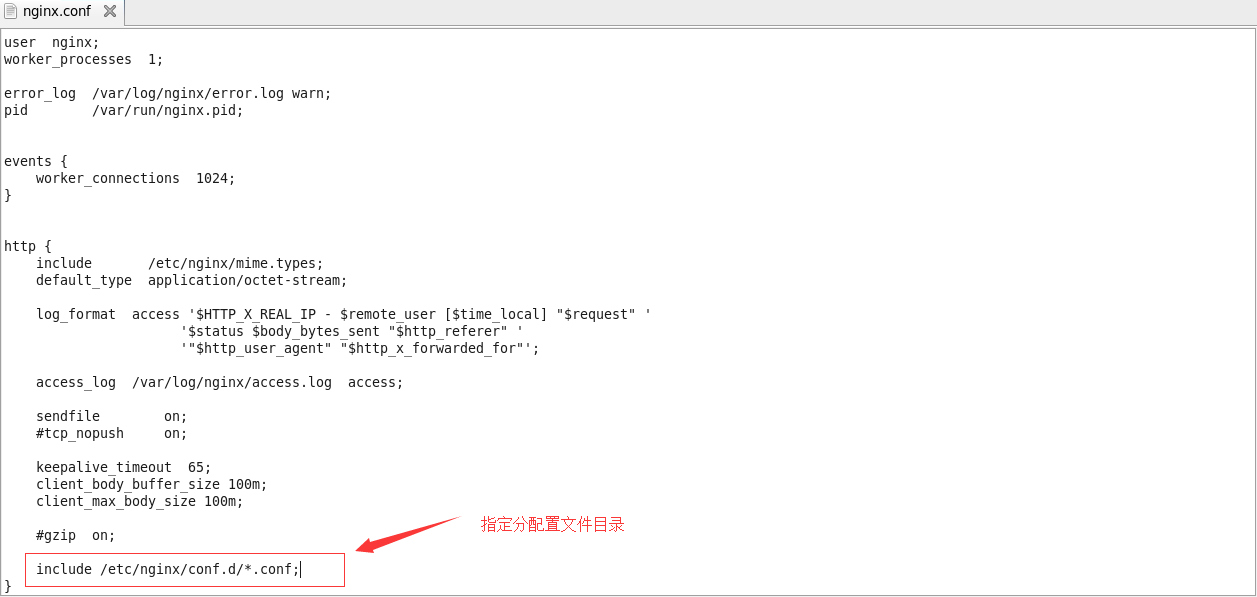 nginx.conf
user  nginx;
worker_processes  1;
error_log  /var/log/nginx/error.log warn;
pid        /var/run/nginx.pid;
events {
    worker_connections  1024;
}
http {
    include       /etc/nginx/mime.types;
    default_type  application/octet-stream;
    log_format  access '$HTTP_X_REAL_IP - $remote_user [$time_local] "$request" '
                      '$status $body_bytes_sent "$http_referer" '
                      '"$http_user_agent" "$http_x_forwarded_for"';
    access_log  /var/log/nginx/access.log  access;
    sendfile        on;
    #tcp_nopush     on;
    keepalive_timeout  65;
    client_body_buffer_size 100m;
    client_max_body_size 100m;
指定分配置文件目录
    #gzip  on;
    include /etc/nginx/conf.d/*.conf;
}